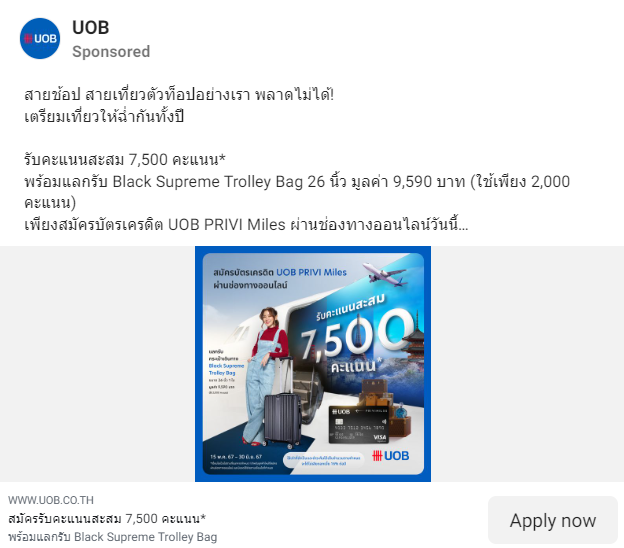 UOB
UOB
Sponsored
สายช้อป สายเที่ยวตัวท็อปอย่างเรา พลาดไม่ได้!
เตรียมเที่ยวให้ฉ่ำกันทั้งปี
รับคะแนนสะสม 7,500 คะแนน*
พร้อมแลกรับ Black Supreme Trolley Bag 26 นิ้ว มูลค่า 9,590 บาท (ใช้เพียง 2,000
คะแนน)
เพียงสมัครบัตรเครดิต UOB PRIVI Miles ผ่านช่องทางออนไลน์วันนี้...
สมัครบัตรเครดิต UOB PRIVI Miles
ผ่านช่องทางออนไลน์
รับคะแนนสะสม
7,500
คะแนน*
แลกรับ
กระเป๋าเดินทาง
Black Supreme
Trolley Bag
UOB
VISA
15 พ.ค. 67 - 30 มิ.ย. 67
UOB
WWW.UOB.CO.TH
สมัครรับคะแนนสะสม 7,500 คะแนน*
พร้อมแลกรับ Black Supreme Trolley Bag
Apply now